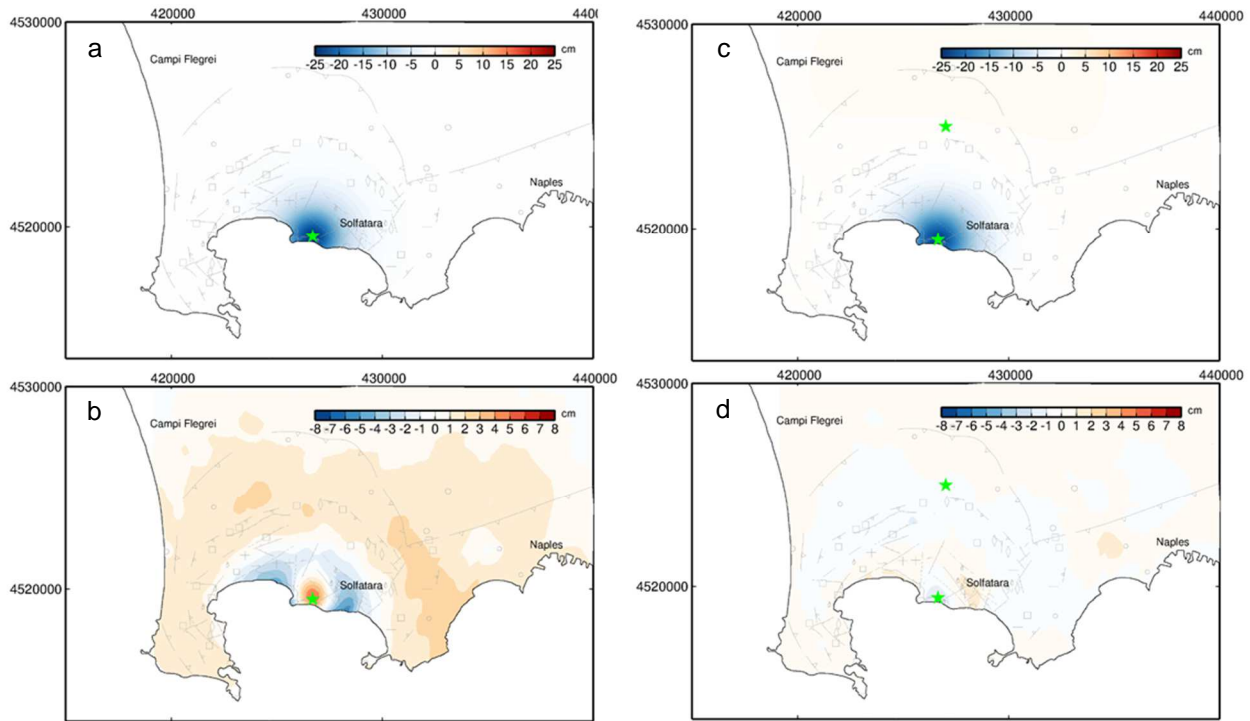 420000 430000 440
4530000
a
Campi Flegrei
cm
-25 -20 -15 -10 -5 0 5 10 15 20 25
Naples
Solfatara
4520000
420000 430000 440000
4530000
c
Campi Flegrei
cm
-25 -20 -15 -10 -5 0 5 10 15 20 25
Naples
Solfatara
4520000
420000 430000 440000
4530000
b
Campi Flegrei
cm
-8 -7 -6 -5 -4 -3 -2 -1 0 1 2 3 4 5 6 7 8
Naples
Solfatara
4520000
420000 430000 440000
4530000
d
Campi Flegrei
cm
-8 -7 -6 -5 -4 -3 -2 -1 0 1 2 3 4 5 6 7 8
Naples
Solfatara
4520000